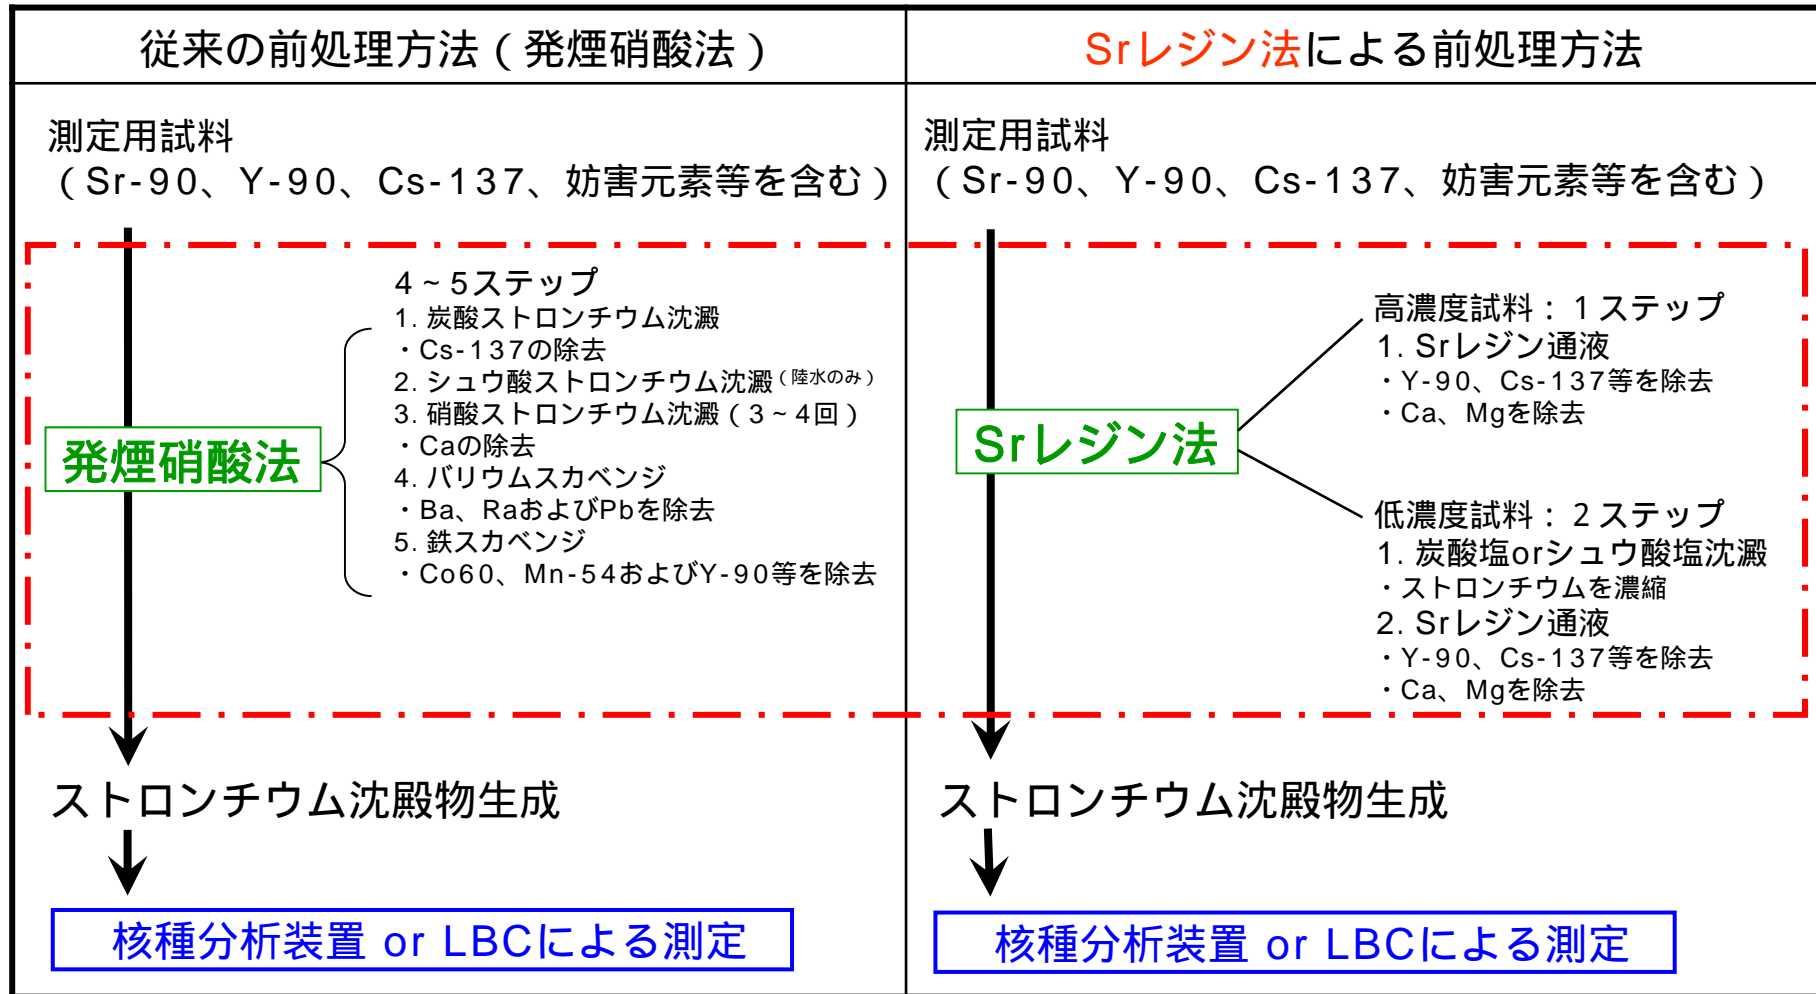 従来の前処理方法（発煙硝酸法）
測定用試料
（Sr-90、Y-90、Cs-137、妨害元素等を含む）
発煙硝酸法
4～5ステップ
1. 炭酸ストロンチウム沈澱
・Cs-137の除去
2. シュウ酸ストロンチウム沈澱（陸水のみ）
3. 硝酸ストロンチウム沈澱（3～4回）
・Caの除去
4. バリウムスカベンジ
・Ba、RaおよびPbを除去
5. 鉄スカベンジ
・Co60、Mn-54およびY-90等を除去
ストロンチウム沈殿物生成
核種分析装置 or LBCによる測定
Srレジン法による前処理方法
測定用試料
（Sr-90、Y-90、Cs-137、妨害元素等を含む）
Srレジン法
高濃度試料：1ステップ
1. Srレジン通液
・Y-90、Cs-137等を除去
・Ca、Mgを除去
低濃度試料：2ステップ
1. 炭酸塩orシュウ酸塩沈澱
・ストロンチウムを濃縮
2. Srレジン通液
・Y-90、Cs-137等を除去
・Ca、Mgを除去
ストロンチウム沈殿物生成
核種分析装置 or LBCによる測定